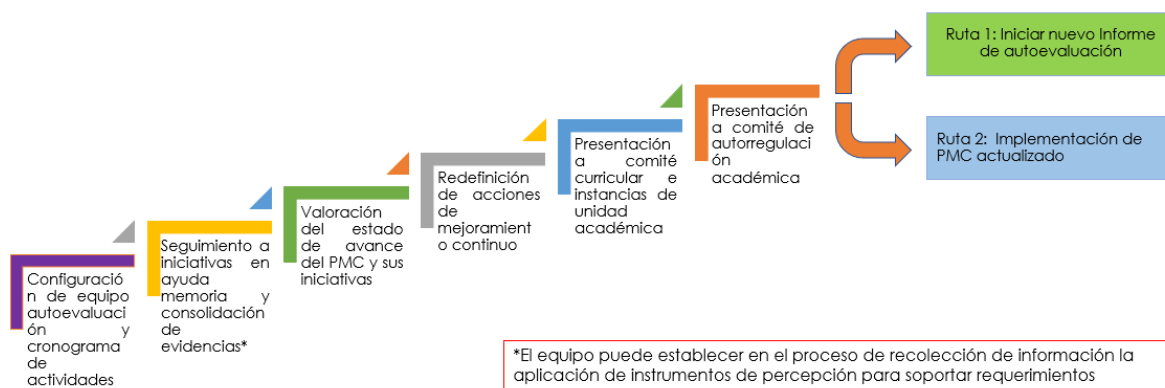 Configuració
n de equipo
autoevaluaci
ón y
cronograma
de
actividades
Seguimiento a
iniciativas en
ayuda
memoria y
consolidación
de
evidencias*
Valoración
del estado
de avance
del PMC y sus
iniciativas
Redefinición
de acciones
de
mejoramient
o continuo
Presentación
a comité
curricular e
instancias de
unidad
académica
Presentación
a comité de
autorregulaci
ón
académica
Ruta 1: Iniciar nuevo Informe
de autoevaluación
Ruta 2: Implementación de
PMC actualizado
*El equipo puede establecer en el proceso de recolección de información la
aplicación de instrumentos de percepción para soportar requerimientos